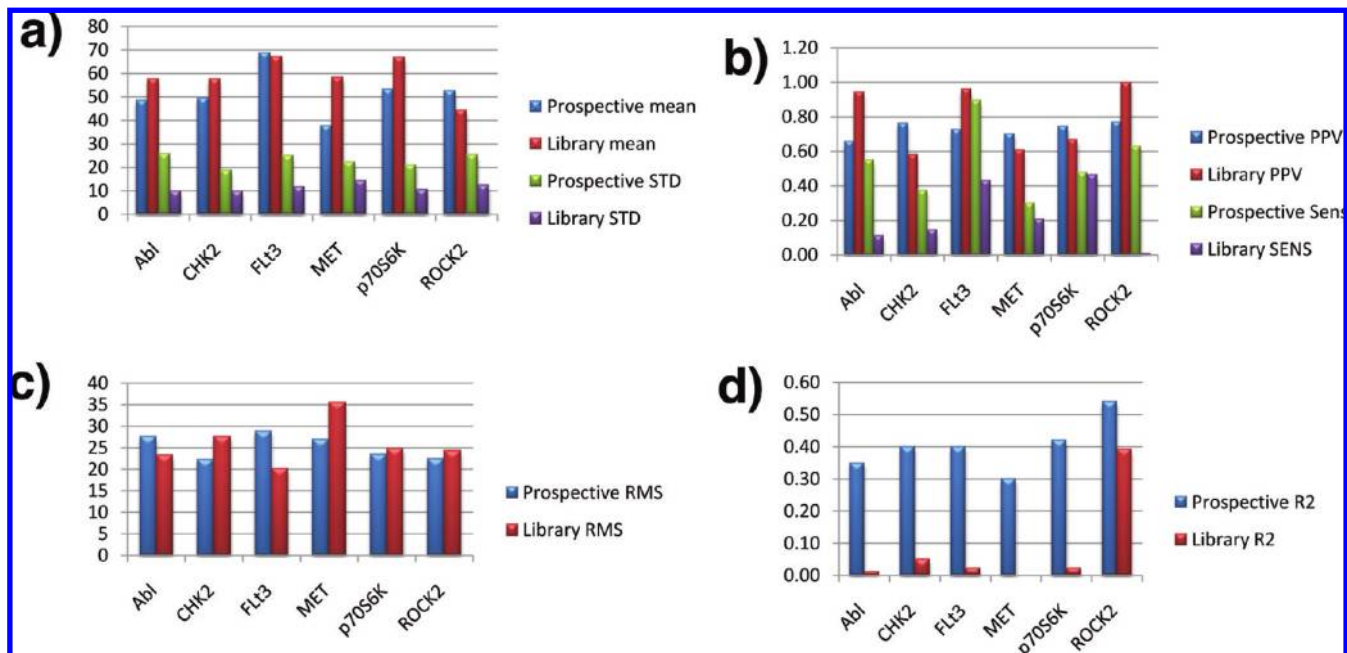 a)
80
70
60
50
40
30
20
10
0
Abl
CHK2
FLt3
MET
p70S6K
ROCK2
Prospective mean
Library mean
Prospective STD
Library STD
b)
1.20
1.00
0.80
0.60
0.40
0.20
0.00
Abl
CHK2
FLt3
MET
p70S6K
ROCK2
Prospective PPV
Library PPV
Prospective Sens
Library SENS
c)
40
35
30
25
20
15
10
5
0
Abl
CHK2
FLt3
MET
p70S6K
ROCK2
Prospective RMS
Library RMS
d)
0.60
0.50
0.40
0.30
0.20
0.10
0.00
Abl
CHK2
FLt3
MET
p70S6K
ROCK2
Prospective R2
Library R2